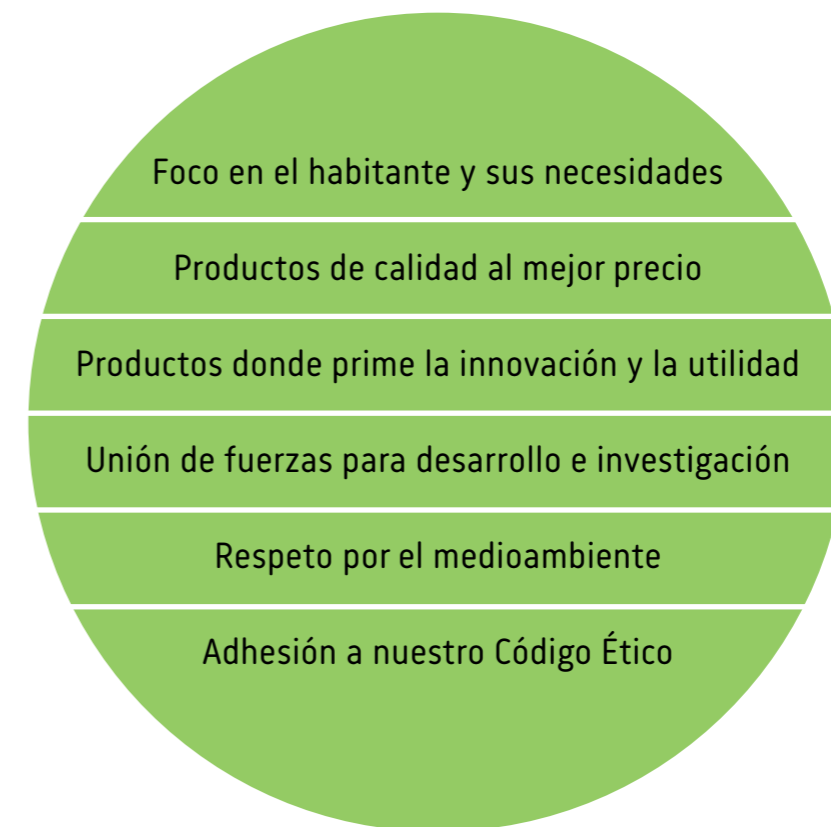 Foco en el habitante y sus necesidades
Productos de calidad al mejor precio
Productos donde prime la innovación y la utilidad
Unión de fuerzas para desarrollo e investigación
Respeto por el medioambiente
Adhesión a nuestro Código Ético